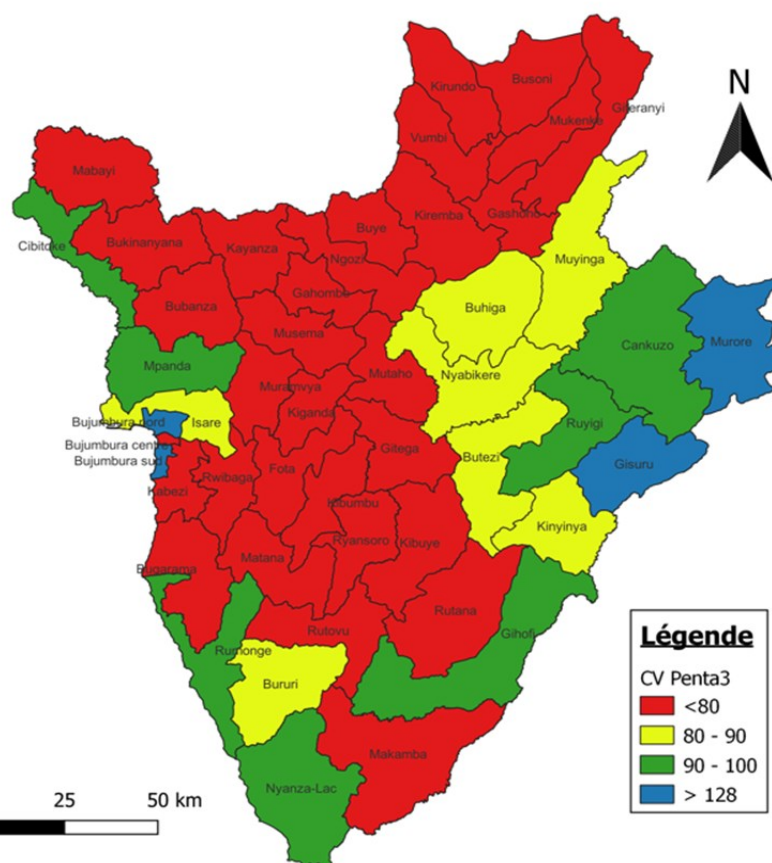 Kirundo
Busoni
N
Giteranyi
Mukenke
Vumbi
Mabayi
Kiremba
Gashoho
Buye
Cibitoke
Bukinanyana
Kayanza
Ngozi
Muyinga
Gahombo
Bubanza
Buhiga
Musema
Cankuzo
Murore
Mpanda
Mutaho
Nyabikere
Muramvya
Kiganda
Bujumbura nord
Isare
Ruyigi
Bujumbura centre
Gitega
Butezi
Bujumbura sud
Gisuru
Fota
Rwibaga
Kabezi
Kibumbu
Kinyinya
Ryansoro
Kibuye
Matana
Bugarama
Rutana
Rutovu
Gihofi
Rumonge
Bururi
Makamba
Nyanza-Lac
25
50 km
Légende
CV Penta3
<80
80 - 90
90 - 100
> 128